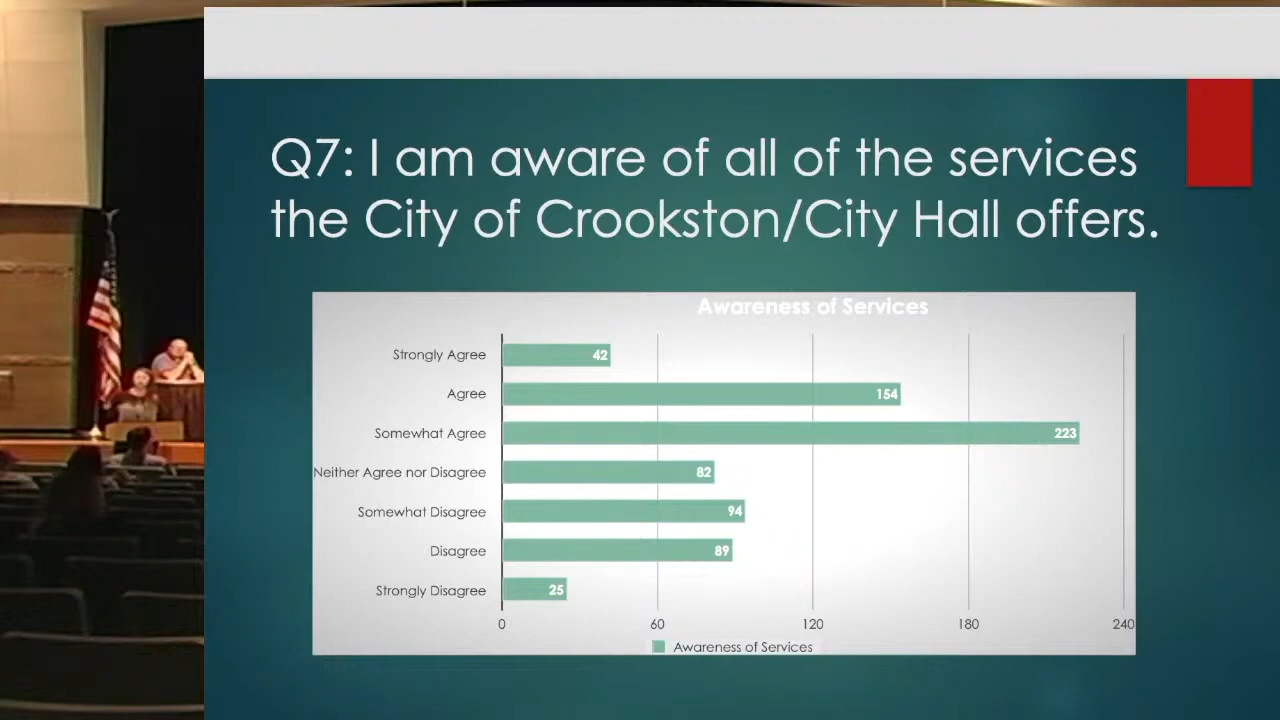 Q7: I am aware of all of the services
the City of Crookston/City Hall offers.
Awareness of Services
Strongly Agree 42
Agree 154
Somewhat Agree 223
Neither Agree nor Disagree 82
Somewhat Disagree 94
Disagree 89
Strongly Disagree 25
0 60 120 180 240
Awareness of Services